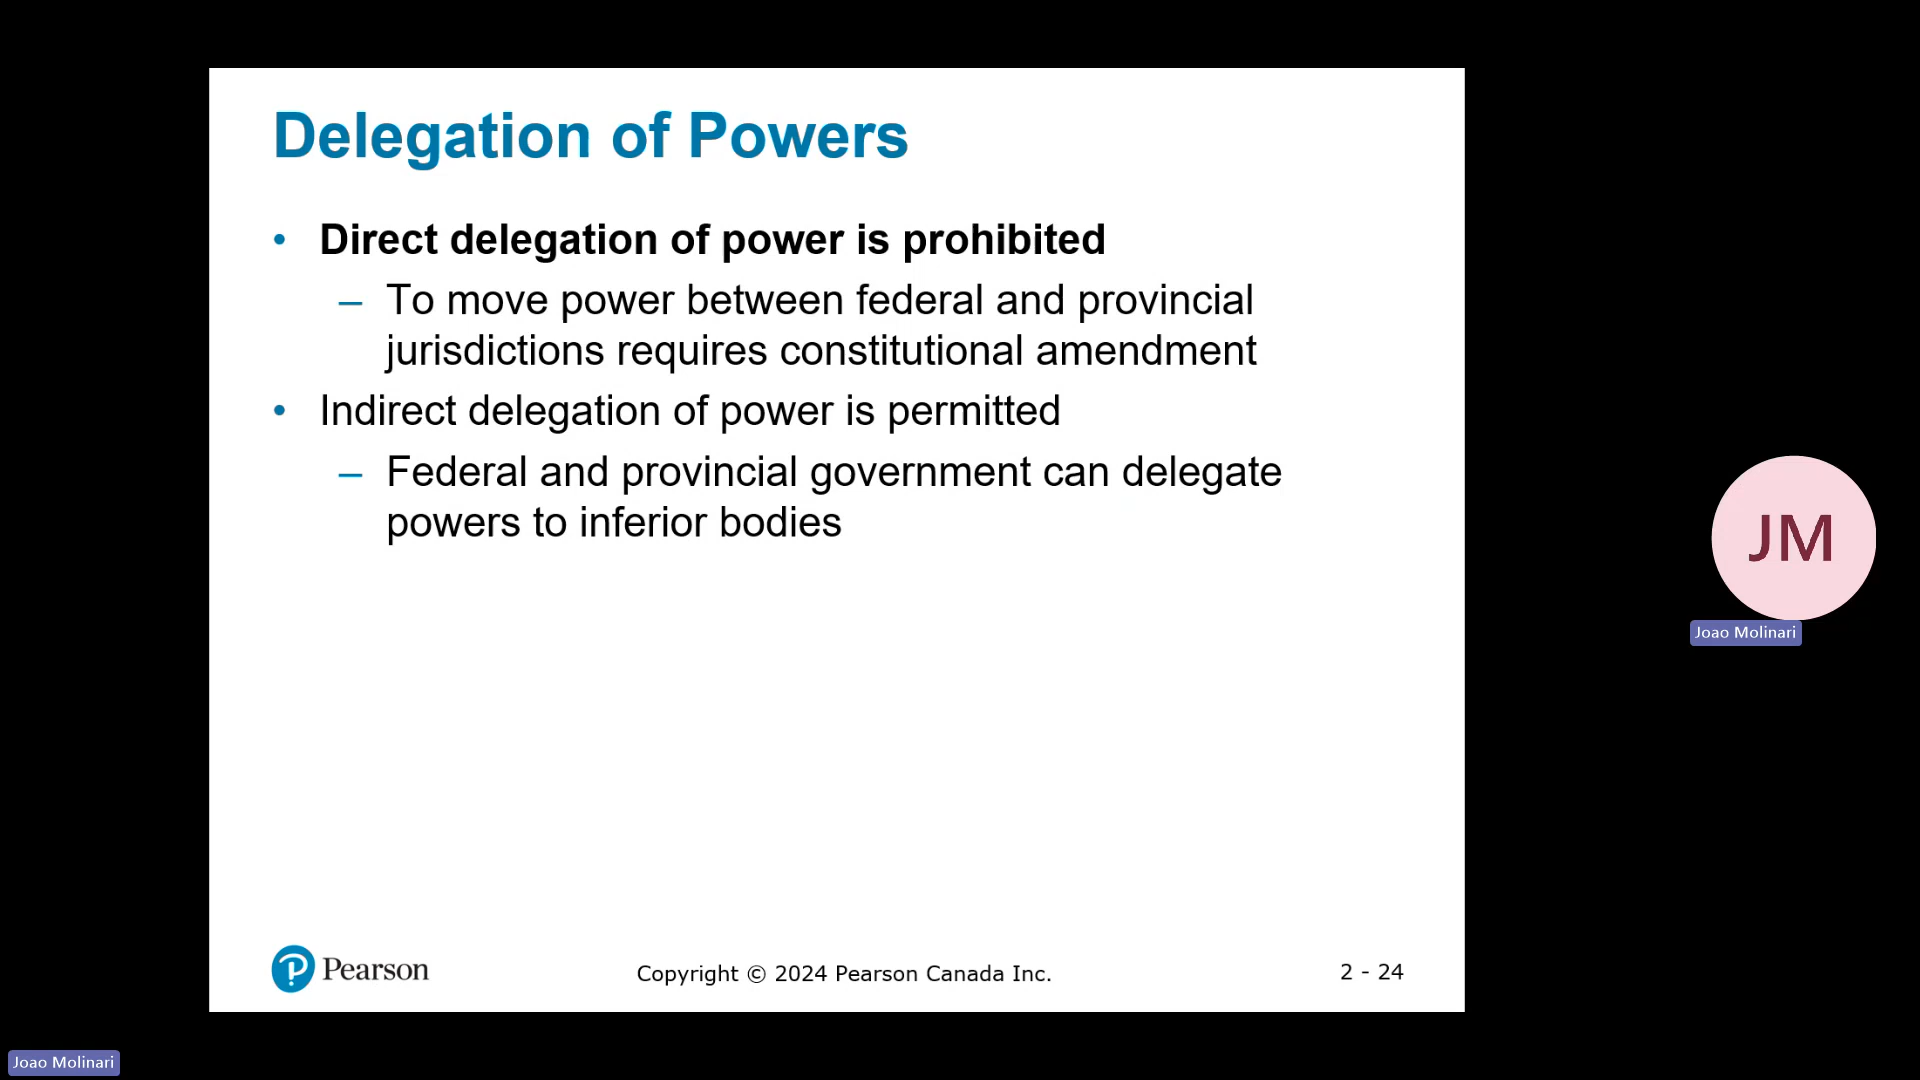 Delegation of Powers
• Direct delegation of power is prohibited
– To move power between federal and provincial
jurisdictions requires constitutional amendment
• Indirect delegation of power is permitted
– Federal and provincial government can delegate
powers to inferior bodies
JM
Joao Molinari
Pearson
Copyright © 2024 Pearson Canada Inc.
2 - 24
Joao Molinari